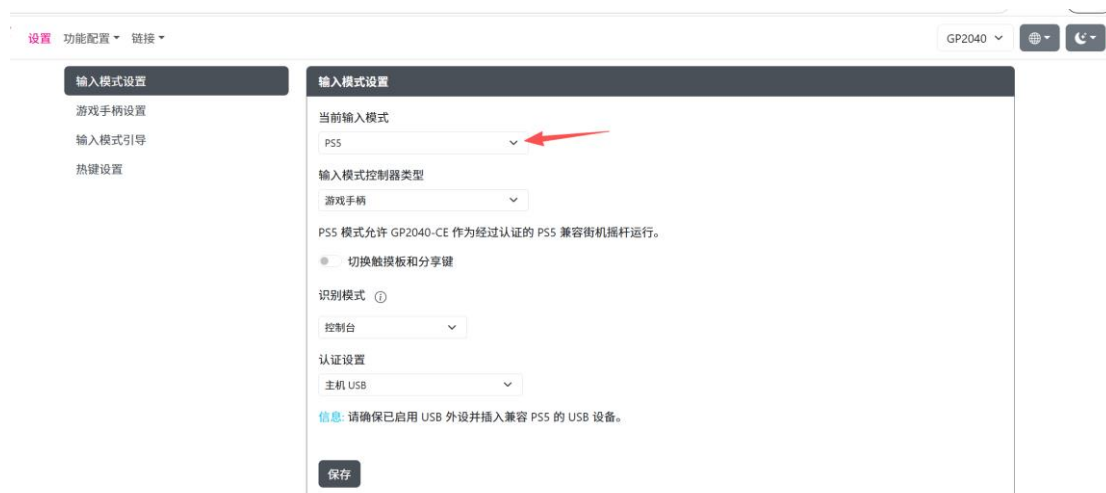 设置 功能配置 链接 GP2040
输入模式设置
游戏手柄设置
输入模式引导
热键设置
输入模式设置
当前输入模式
PS5
输入模式控制器类型
游戏手柄
PS5 模式允许 GP2040-CE 作为经过认证的 PS5 兼容街机摇杆运行。
切换触摸板和分享键
识别模式
控制台
认证设置
主机 USB
信息: 请确保已启用 USB 外设并插入兼容 PS5 的 USB 设备。
保存